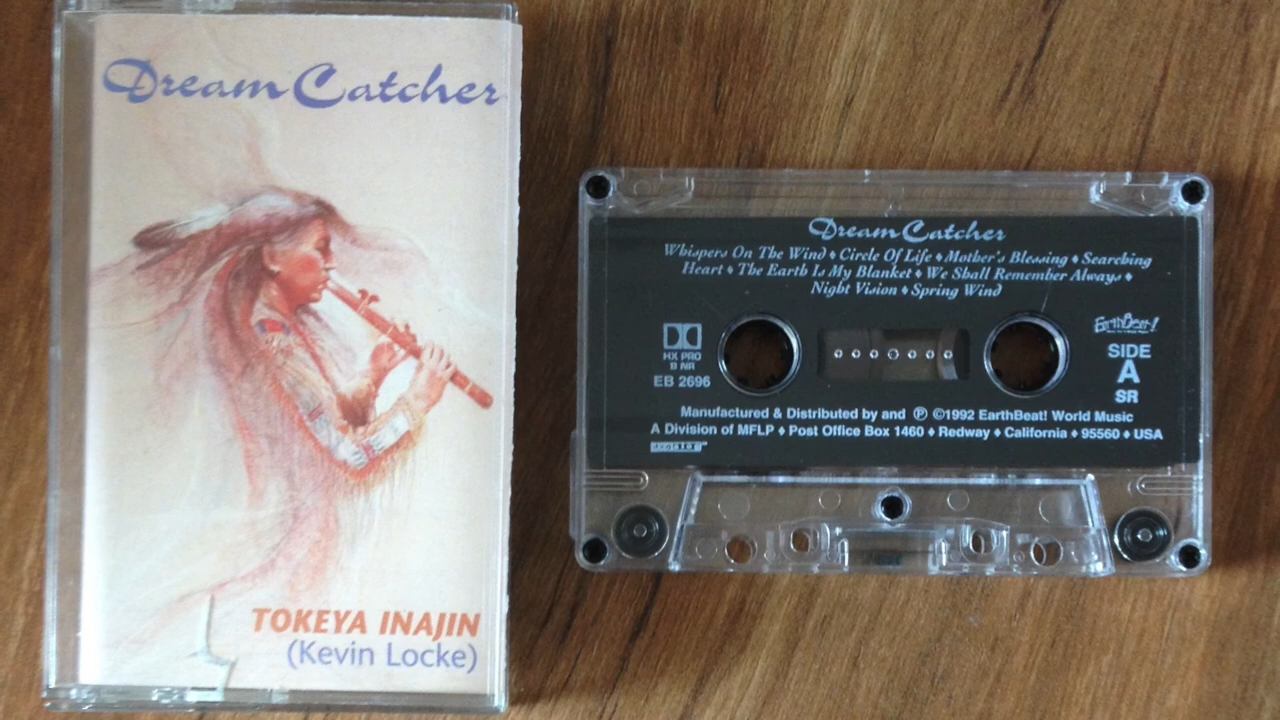 Dream Catcher
TOKEYA INAJIN
(Kevin Locke)
Dream Catcher
Whispers On The Wind ♦ Circle Of Life ♦ Mother's Blessing ♦ Searching
Heart ♦ The Earth Is My Blanket ♦ We Shall Remember Always ♦
Night Vision ♦ Spring Wind
HX PRO
B NR
EB 2696
EarthBeat!
SIDE
A
SR
Manufactured & Distributed by and ℗ ©1992 EarthBeat! World Music
A Division of MFLP ♦ Post Office Box 1460 ♦ Redway ♦ California ♦ 95560 ♦ USA